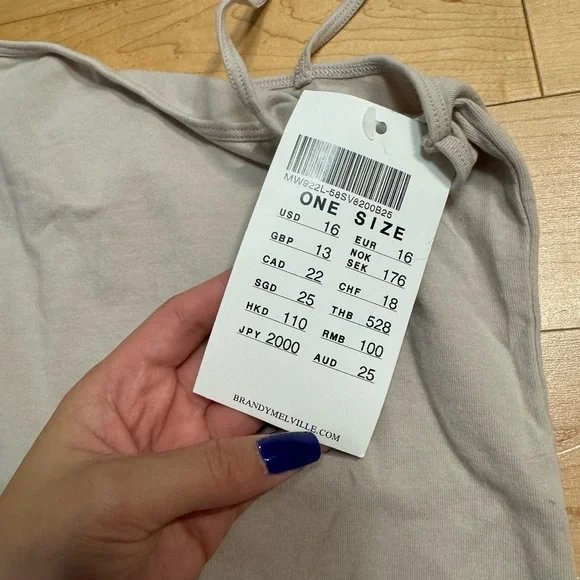 MW922L-58SV8200B25
ONE SIZE
USD 16 EUR 16
GBP 13 NOK SEK 176
CAD 22 CHF 18
SGD 25 THB 528
HKD 110 RMB 100
JPY 2000 AUD 25
BRANDYMELVILLE.COM